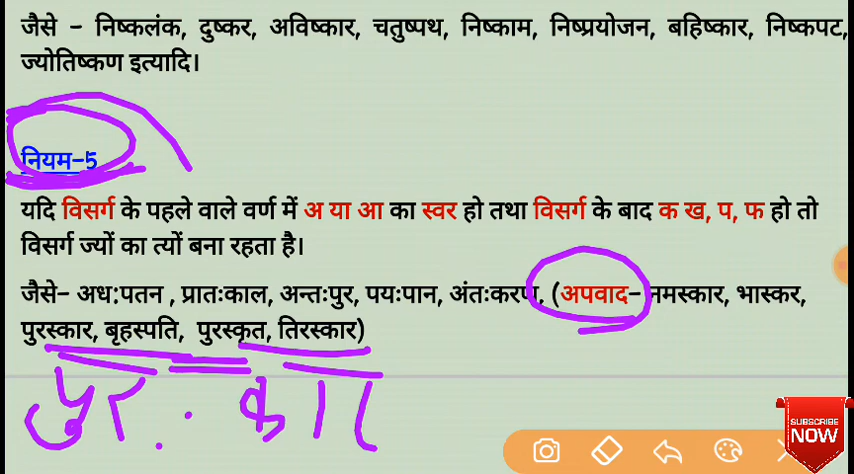 जैसे - निष्कलंक, दुष्कर, अविष्कार, चतुष्पथ, निष्काम, निष्प्रयोजन, बहिष्कार, निष्कपट,
ज्योतिष्कण इत्यादि।
नियम-5
यदि विसर्ग के पहले वाले वर्ण में अ या आ का स्वर हो तथा विसर्ग के बाद क ख, प, फ हो तो
विसर्ग ज्यों का त्यों बना रहता है।
जैसे- अध:पतन , प्रातःकाल, अन्तःपुर, पयःपान, अंतःकरण, (अपवाद- नमस्कार, भास्कर,
पुरस्कार, बृहस्पति, पुरस्कृत, तिरस्कार)
पुर : कार
SUBSCRIBE
NOW